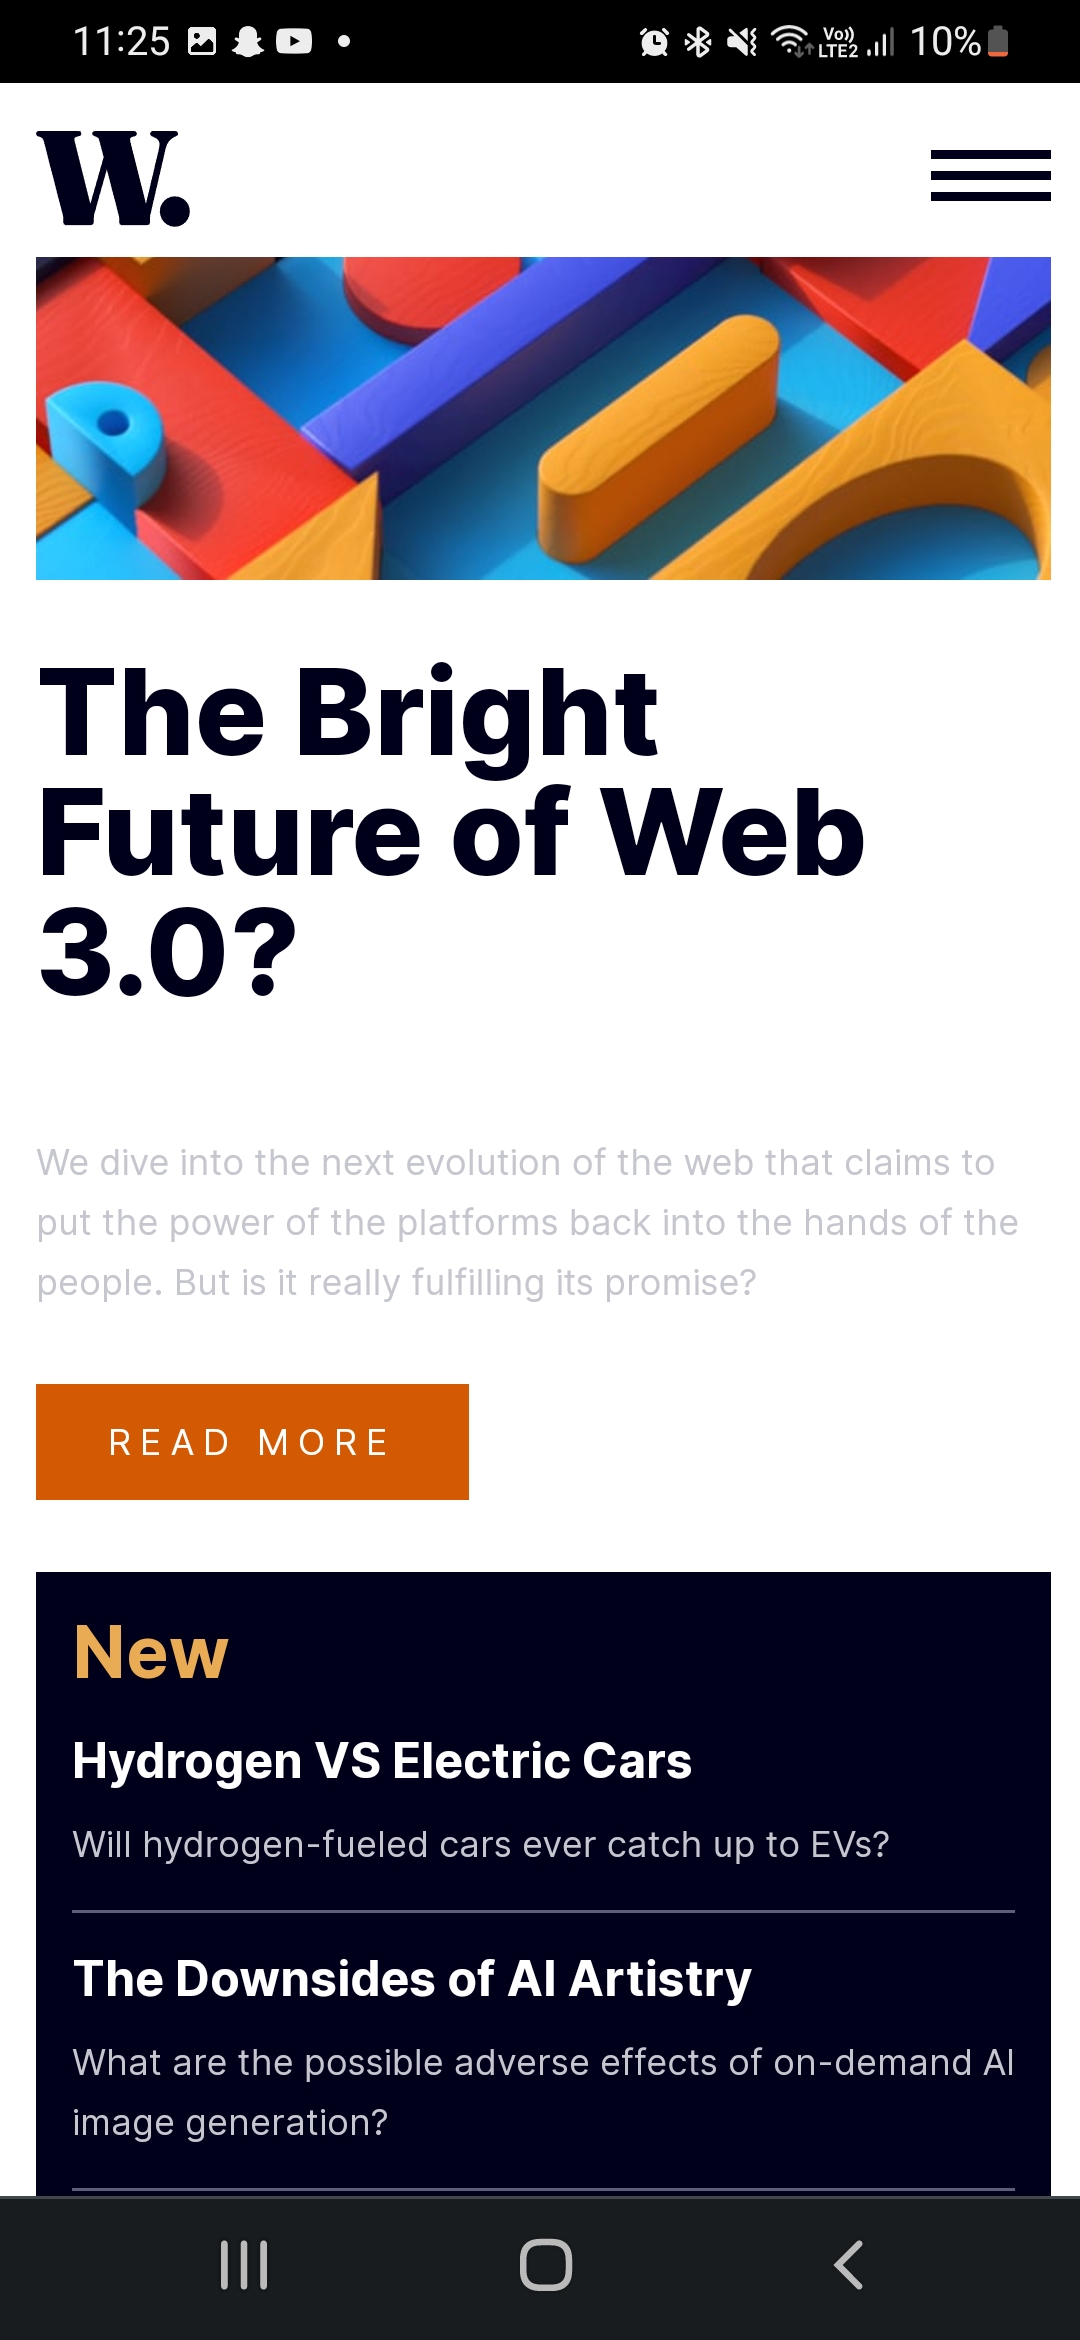 11:25
Vo))
LTE2
10%
W.
The Bright
Future of Web
3.0?
We dive into the next evolution of the web that claims to
put the power of the platforms back into the hands of the
people. But is it really fulfilling its promise?
READ MORE
New
Hydrogen VS Electric Cars
Will hydrogen-fueled cars ever catch up to EVs?
The Downsides of AI Artistry
What are the possible adverse effects of on-demand AI
image generation?